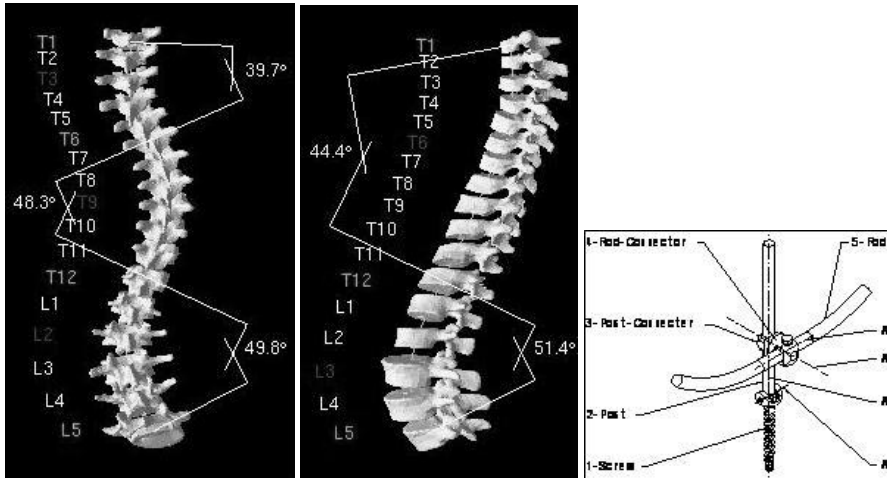 T1
T2
T3
T4
T5
T6
T7
T8
T9
T10
T11
T12
L1
L2
L3
L4
L5
39.7°
48.3°
49.8°
T1
T2
T3
T4
T5
T6
T7
T8
T9
T10
T11
T12
L1
L2
L3
L4
L5
44.4°
51.4°
4-Rod-Connector
5-Rod
3-Post-Connector
2-Post
1-Screw